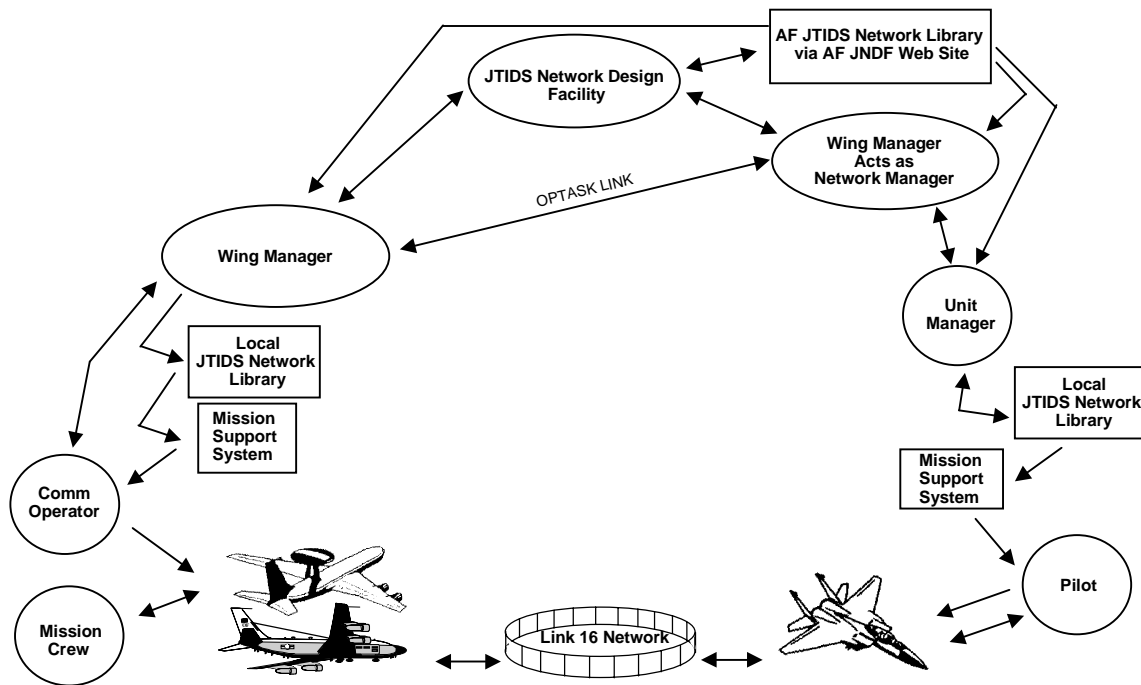 AF JTIDS Network Library
via AF JNDF Web Site
JTIDS Network Design
Facility
Wing Manager
Acts as
Network Manager
OPTASK LINK
Wing Manager
Unit
Manager
Local
JTIDS Network
Library
Local
JTIDS Network
Library
Mission
Support
System
Mission
Support
System
Comm
Operator
Pilot
Mission
Crew
Link 16 Network